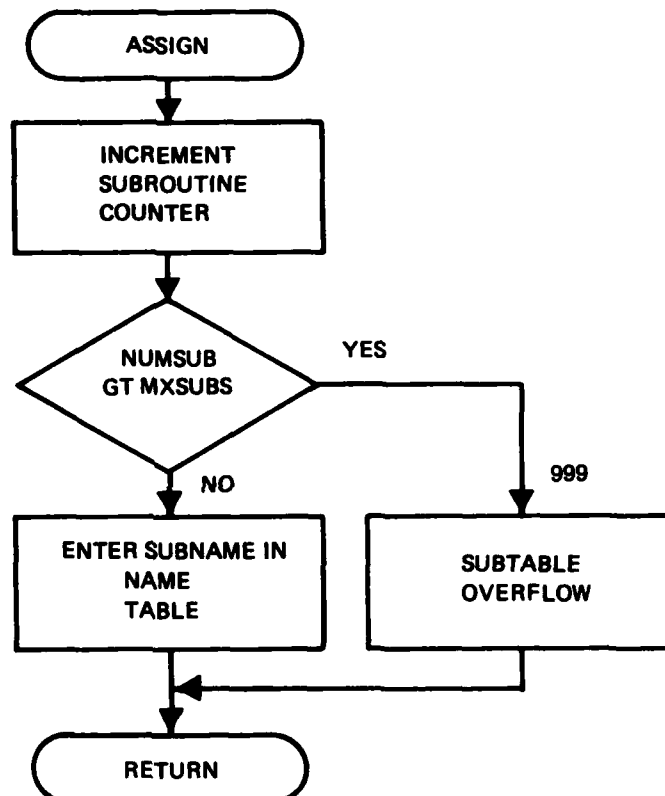 ASSIGN
INCREMENT
SUBROUTINE
COUNTER
NUMSUB
GT MXSUBS
YES
NO
999
ENTER SUBNAME IN
NAME
TABLE
SUBTABLE
OVERFLOW
RETURN